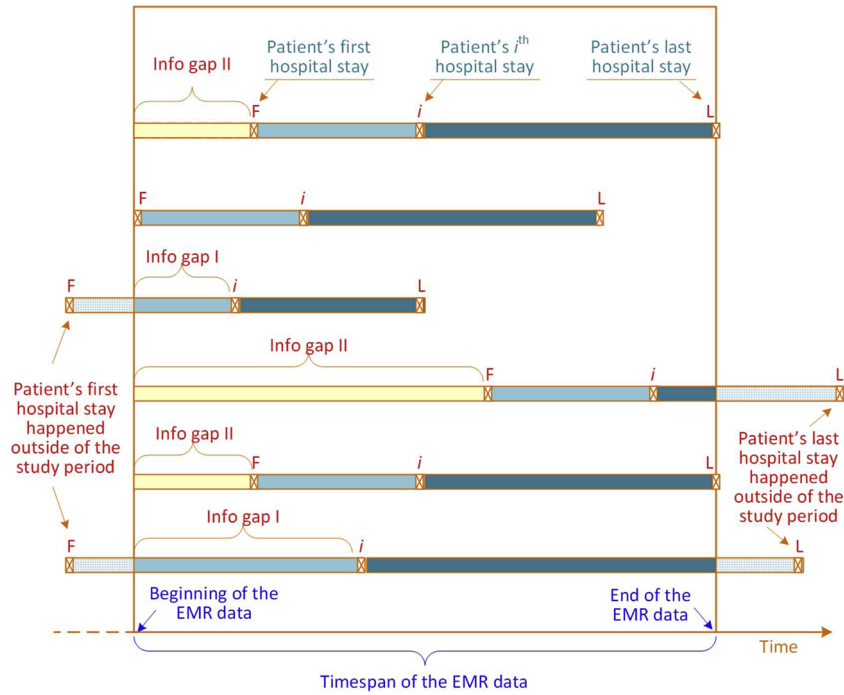 Info gap II
Patient's first
hospital stay
Patient's iᵗʰ
hospital stay
Patient's last
hospital stay
F
i
L
F
i
L
Info gap I
F
i
L
Info gap II
F
i
L
Patient's first
hospital stay
happened
outside of the
study period
Info gap II
F
i
L
Patient's last
hospital stay
happened
outside of the
study period
Info gap I
F
i
L
Beginning of the
EMR data
End of the
EMR data
Time
Timespan of the EMR data